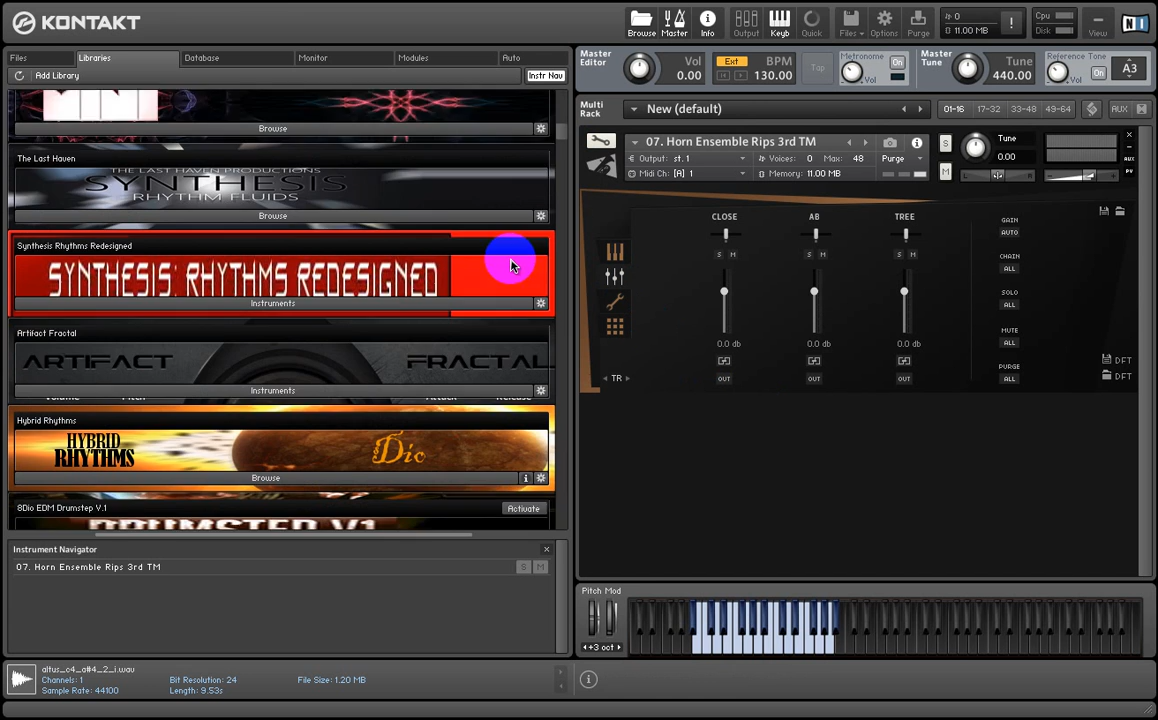 KONTAKT
Browse Master Info Output Keyb Quick Files Options Purge View
0
11.00 MB
Cpu
Disk
NI
Files Libraries Database Monitor Modules Auto
Add Library
Instr Nav
Browse
The Last Haven
THE LAST HAVEN PRODUCTIONS
SYNTHESIS
RHYTHM FLUIDS
Browse
Synthesis Rhythms Redesigned
SYNTHESIS: RHYTHMS REDESIGNED
Instruments
Artifact Fractal
ARTIFACT FRACTAL
Instruments
Hybrid Rhythms
HYBRID
RHYTHMS
Dio
Browse
8Dio EDM Drumstep V.1
Activate
DRUMSTEP V.1
Instrument Navigator
07. Horn Ensemble Rips 3rd TM
S M
altus_c4_a#4_2_i.wav
Channels: 1 Bit Resolution: 24 File Size: 1.20 MB
Sample Rate: 44100 Length: 9.53s
Master
Editor
Vol
0.00
Ext
BPM
130.00
Tap
Metronome
On
Vol
Master
Tune
Tune
440.00
Reference Tone
Vol
On
A3
Multi
Rack
New (default)
01-16 17-32 33-48 49-64
AUX
07. Horn Ensemble Rips 3rd TM
Output: st. 1 Voices: 0 Max: 48 Purge
Midi Ch: [A] 1 Memory: 11.00 MB
S
M
Tune
0.00
AUX
PV
CLOSE AB TREE
S M S M S M
0.0 db 0.0 db 0.0 db
OUT OUT OUT
GAIN
AUTO
CHAIN
ALL
SOLO
ALL
MUTE
ALL
PURGE
ALL
DFT
DFT
TR
Pitch Mod
+3 oct